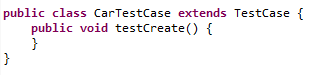 public class CarTestCase extends TestCase {
    public void testCreate() {
    }
}